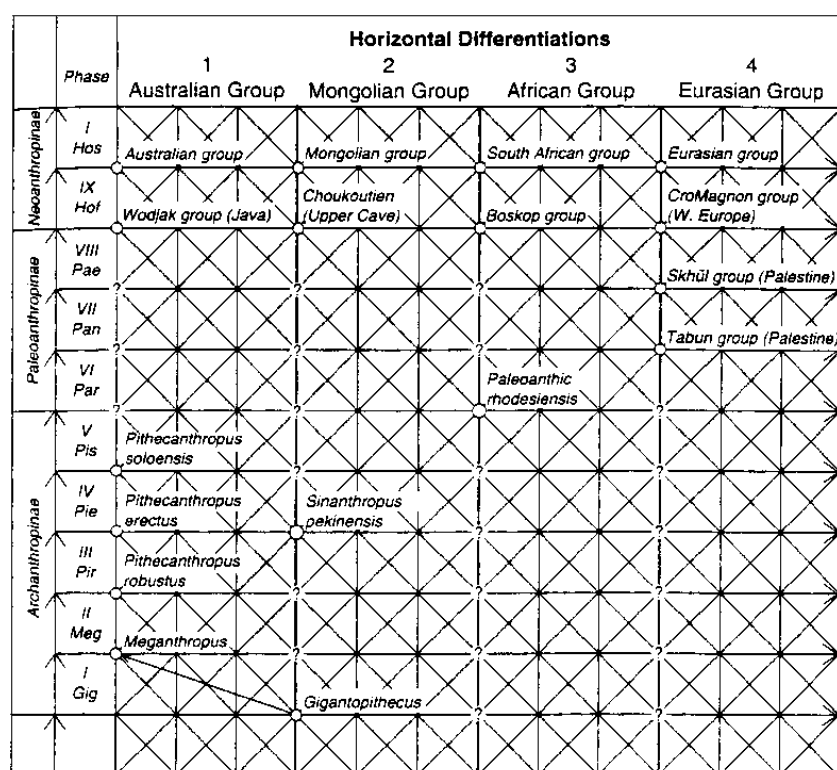 Horizontal Differentiations
Phase
1
Australian Group
2
Mongolian Group
3
African Group
4
Eurasian Group
Neoanthropinae
I
Hos
Australian group
Mongolian group
South African group
Eurasian group
IX
Hof
Wodjak group (Java)
Choukoutien
(Upper Cave)
Boskop group
CroMagnon group
(W. Europe)
Paleoanthropinae
VIII
Pae
? ?
Skhūl group (Palestine)
VII
Pan
? ?
Tabun group (Palestine)
VI
Par
Paleoanthic
rhodesiensis
? ? ?
Archanthropinae
V
Pis
Pithecanthropus
soloensis
? ? ?
IV
Pie
Pithecanthropus
erectus
Sinanthropus
pekinensis
? ?
III
Pir
Pithecanthropus
robustus
? ? ?
II
Meg
Meganthropus
? ? ?
I
Gig
Gigantopithecus
? ?